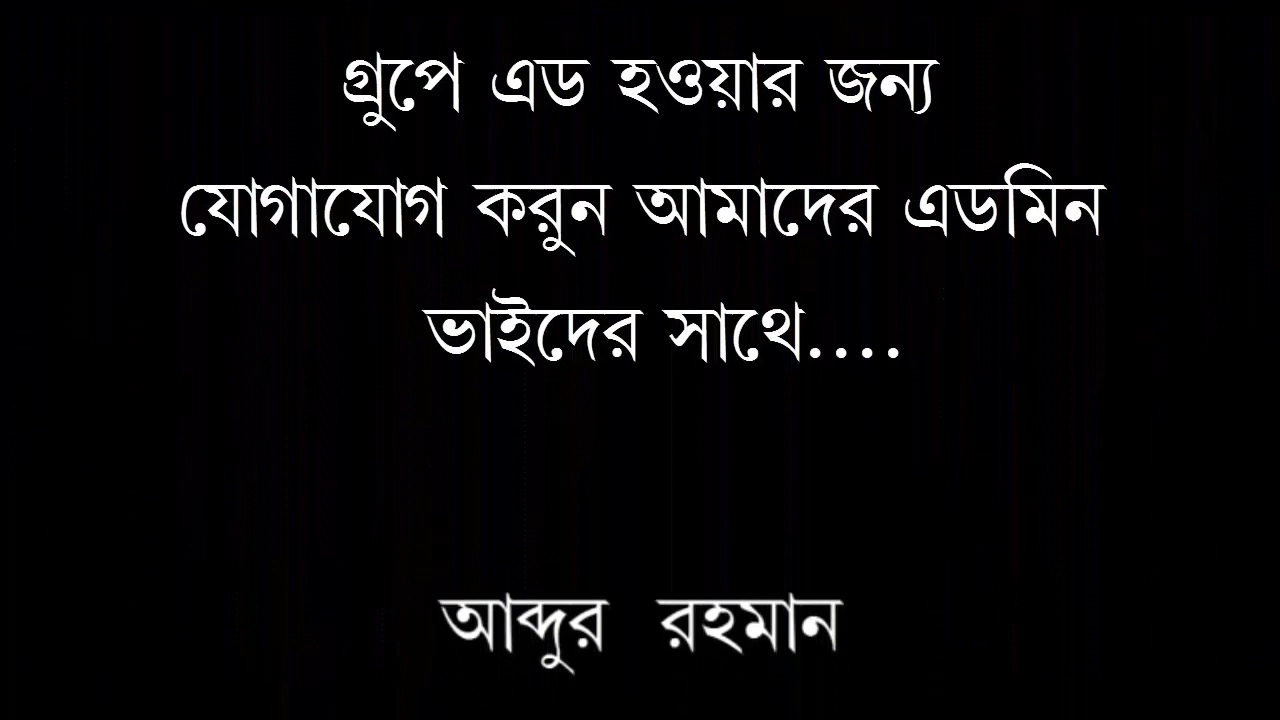 গ্রুপে এড হওয়ার জন্য
যোগাযোগ করুন আমাদের এডমিন
ভাইদের সাথে....
আব্দুর রহমান